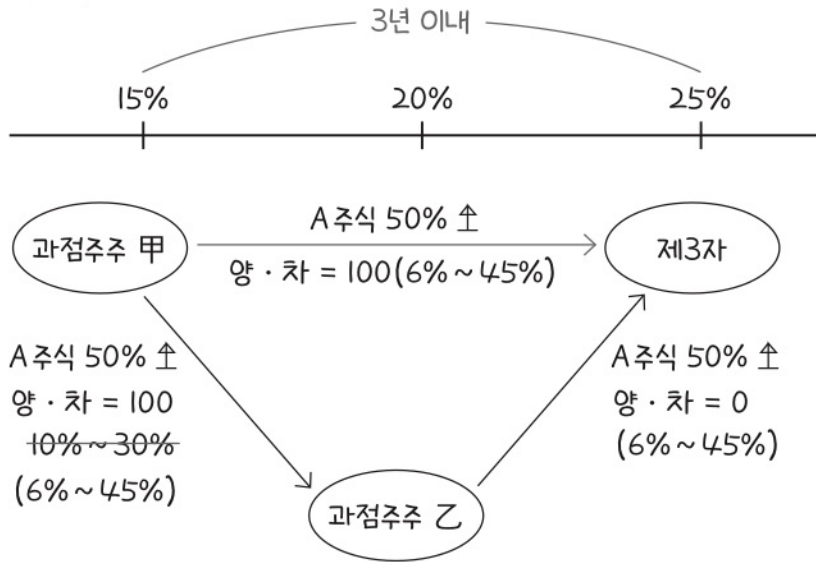 3년 이내
15%
20%
25%
A주식 50% ⇞
과점주주 甲
제3자
양 · 차 = 100(6%~45%)
A주식 50% ⇞
양 · 차 = 100
10%~30%
(6%~45%)
A주식 50% ⇞
양 · 차 = 0
(6%~45%)
과점주주 乙